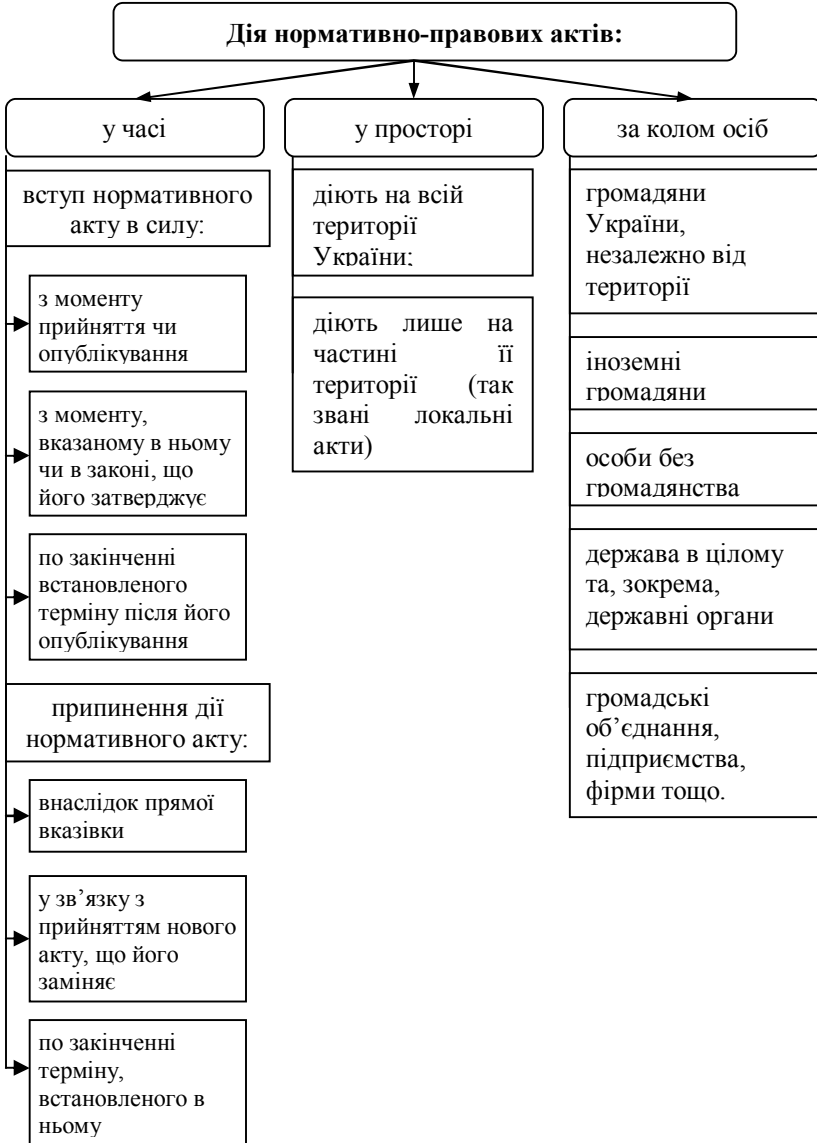 Дія нормативно-правових актів:
у часі
вступ нормативного
акту в силу:
з моменту
прийняття чи
опублікування
з моменту,
вказаному в ньому
чи в законі, що
його затверджує
по закінченні
встановленого
терміну після його
опублікування
припинення дії
нормативного акту:
внаслідок прямої
вказівки
у зв’язку з
прийняттям нового
акту, що його
заміняє
по закінченні
терміну,
встановленого в
ньому
у просторі
діють на всій
території
України;
діють лише на
частині її
території (так
звані локальні
акти)
за колом осіб
громадяни
України,
незалежно від
території
іноземні
громадяни
особи без
громадянства
держава в цілому
та, зокрема,
державні органи
громадські
об’єднання,
підприємства,
фірми тощо.